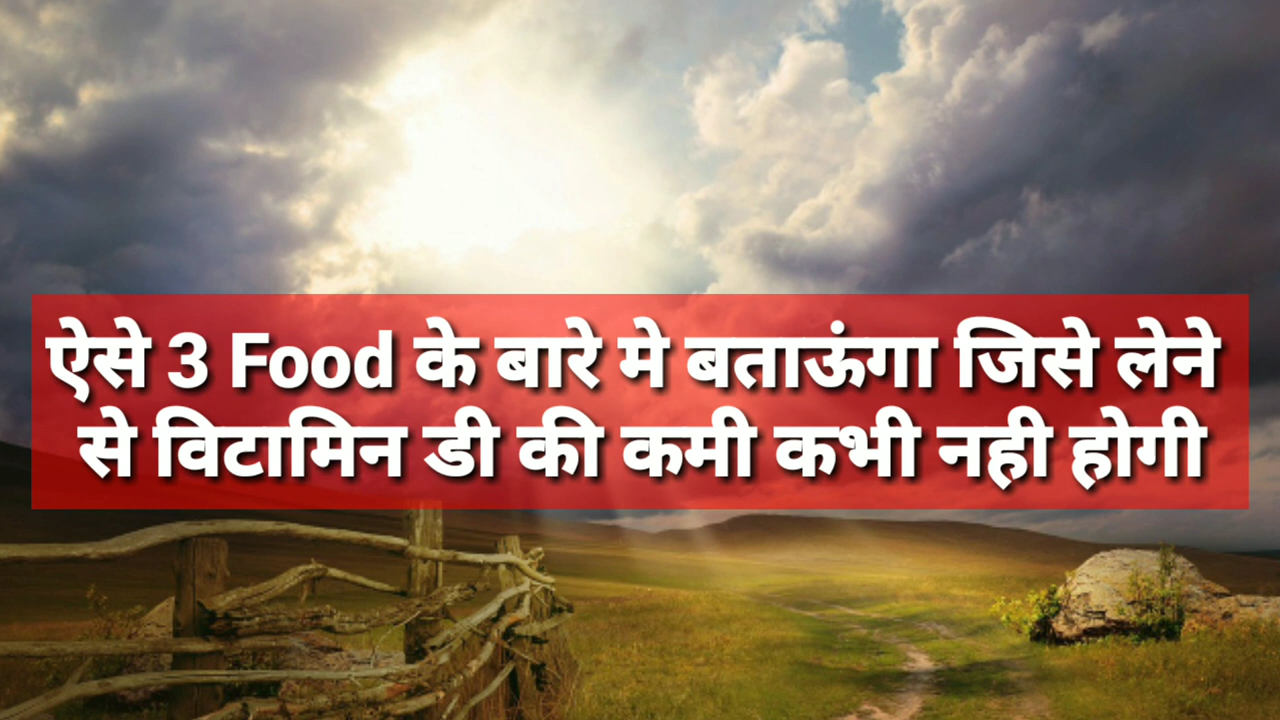 ऐसे 3 Food के बारे मे बताऊंगा जिसे लेने
से विटामिन डी की कमी कभी नही होगी